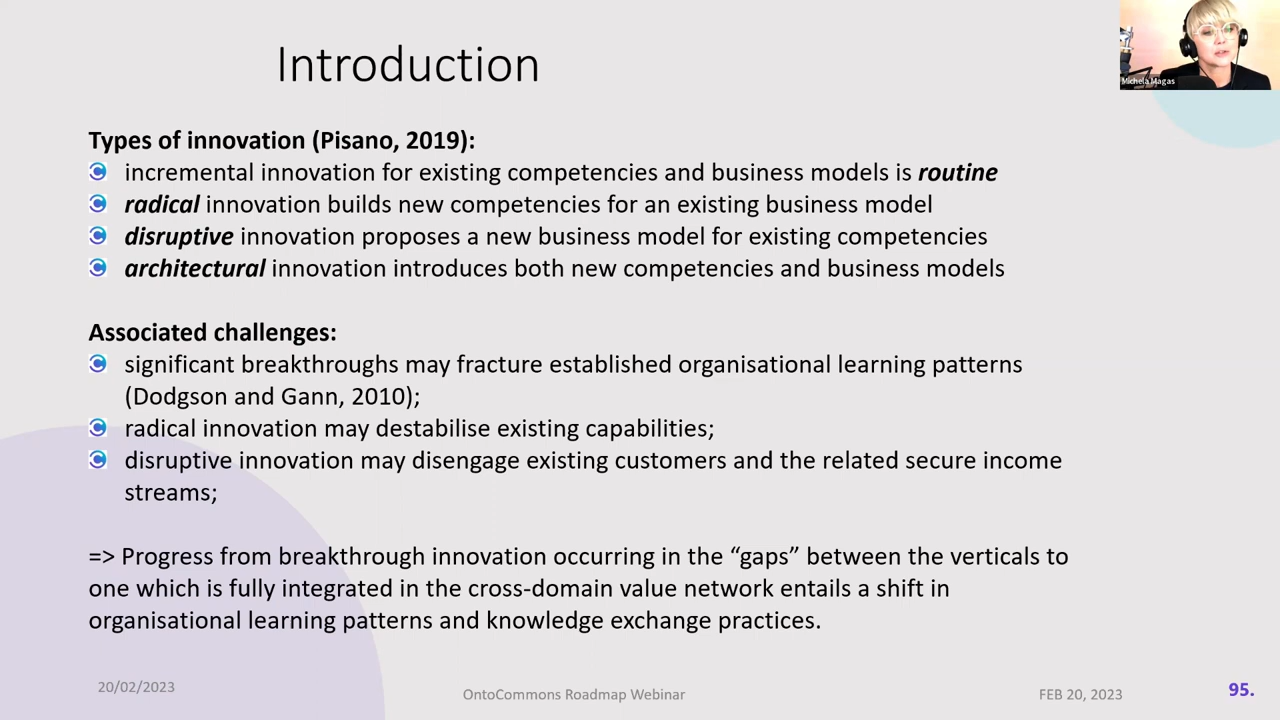 Introduction
Michela Magas
Types of innovation (Pisano, 2019):
incremental innovation for existing competencies and business models is routine
radical innovation builds new competencies for an existing business model
disruptive innovation proposes a new business model for existing competencies
architectural innovation introduces both new competencies and business models
Associated challenges:
significant breakthroughs may fracture established organisational learning patterns
(Dodgson and Gann, 2010);
radical innovation may destabilise existing capabilities;
disruptive innovation may disengage existing customers and the related secure income
streams;
=> Progress from breakthrough innovation occurring in the “gaps” between the verticals to
one which is fully integrated in the cross-domain value network entails a shift in
organisational learning patterns and knowledge exchange practices.
20/02/2023
OntoCommons Roadmap Webinar
FEB 20, 2023
95.